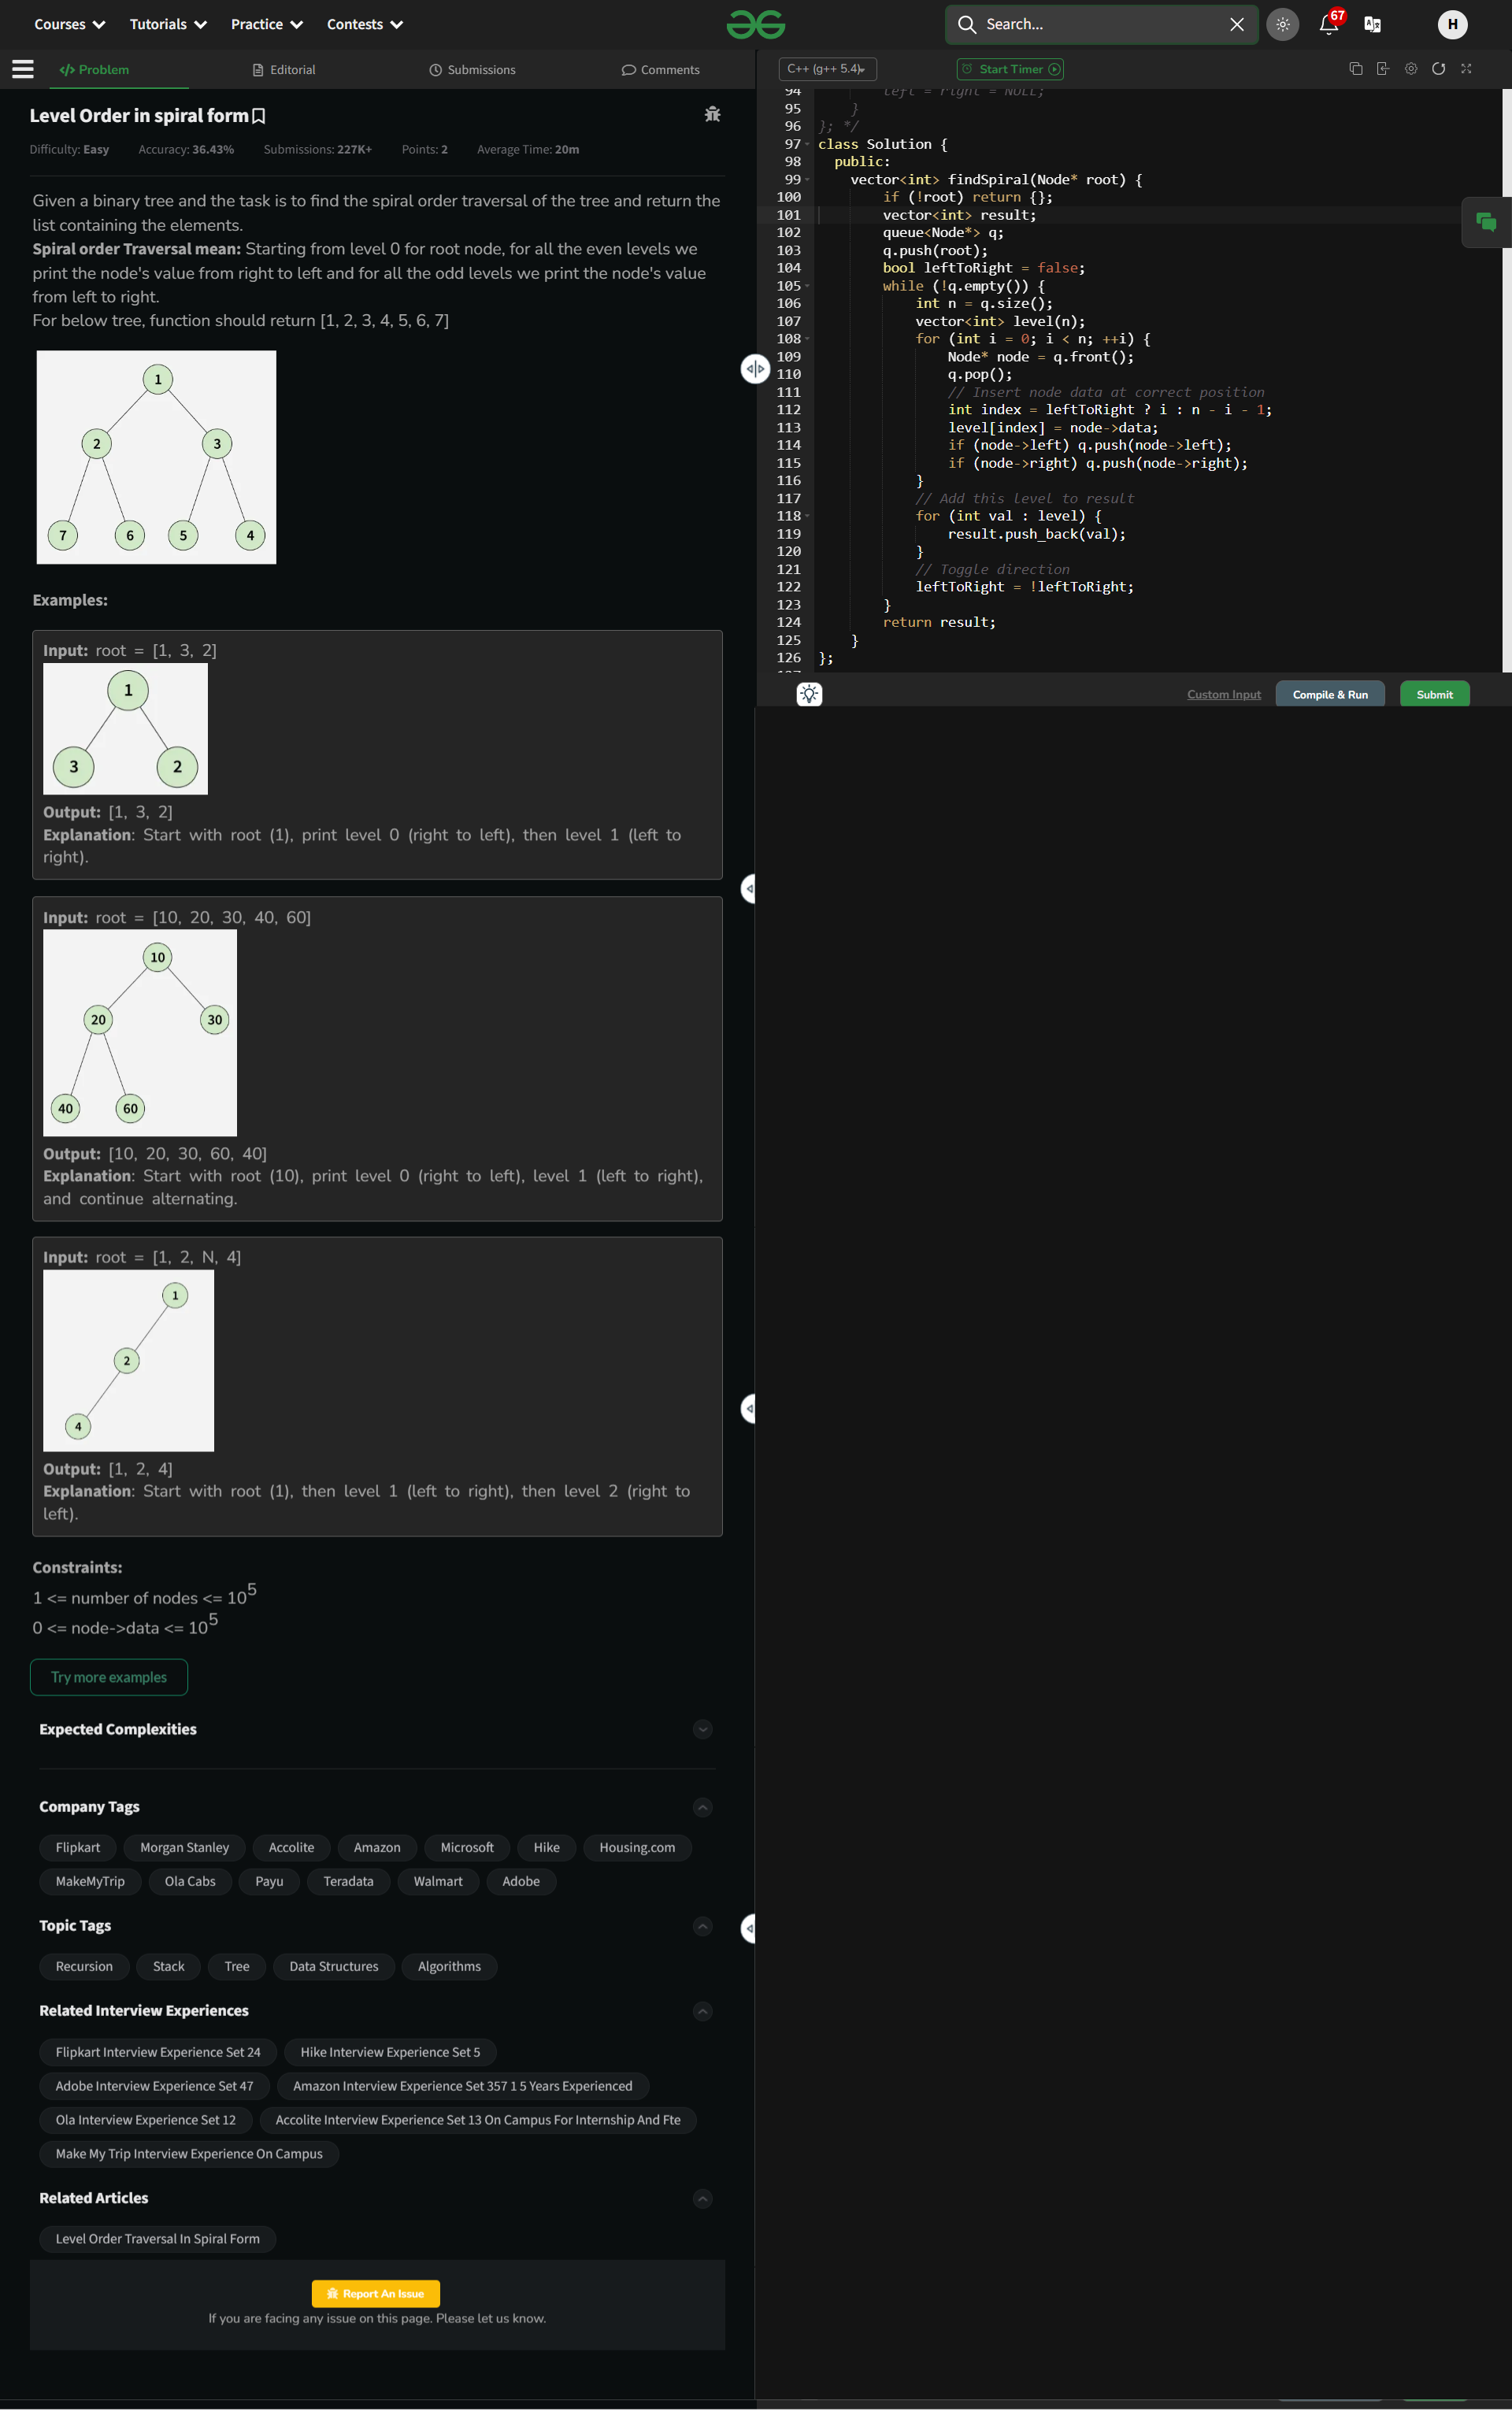 Courses Tutorials Practice Contests Search... 67 H
Problem Editorial Submissions Comments
Level Order in spiral form
Difficulty: Easy Accuracy: 36.43% Submissions: 227K+ Points: 2 Average Time: 20m
Given a binary tree and the task is to find the spiral order traversal of the tree and return the
list containing the elements.
Spiral order Traversal mean: Starting from level 0 for root node, for all the even levels we
print the node's value from right to left and for all the odd levels we print the node's value
from left to right.
For below tree, function should return [1, 2, 3, 4, 5, 6, 7]
1
2 3
7 6 5 4
Examples:
Input: root = [1, 3, 2]
1
3 2
Output: [1, 3, 2]
Explanation: Start with root (1), print level 0 (right to left), then level 1 (left to
right).
Input: root = [10, 20, 30, 40, 60]
10
20 30
40 60
Output: [10, 20, 30, 60, 40]
Explanation: Start with root (10), print level 0 (right to left), level 1 (left to right),
and continue alternating.
Input: root = [1, 2, N, 4]
1
2
4
Output: [1, 2, 4]
Explanation: Start with root (1), then level 1 (left to right), then level 2 (right to
left).
Constraints:
1 <= number of nodes <= 10^5
0 <= node->data <= 10^5
Try more examples
Expected Complexities
Company Tags
Flipkart Morgan Stanley Accolite Amazon Microsoft Hike Housing.com
MakeMyTrip Ola Cabs Payu Teradata Walmart Adobe
Topic Tags
Recursion Stack Tree Data Structures Algorithms
Related Interview Experiences
Flipkart Interview Experience Set 24 Hike Interview Experience Set 5
Adobe Interview Experience Set 47 Amazon Interview Experience Set 357 1 5 Years Experienced
Ola Interview Experience Set 12 Accolite Interview Experience Set 13 On Campus For Internship And Fte
Make My Trip Interview Experience On Campus
Related Articles
Level Order Traversal In Spiral Form
Report An Issue
If you are facing any issue on this page. Please let us know.
C++ (g++ 5.4) Start Timer
94 left = right = NULL;
95 }
96 }; */
97 class Solution {
98 public:
99 vector<int> findSpiral(Node* root) {
100 if (!root) return {};
101 vector<int> result;
102 queue<Node*> q;
103 q.push(root);
104 bool leftToRight = false;
105 while (!q.empty()) {
106 int n = q.size();
107 vector<int> level(n);
108 for (int i = 0; i < n; ++i) {
109 Node* node = q.front();
110 q.pop();
111 // Insert node data at correct position
112 int index = leftToRight ? i : n - i - 1;
113 level[index] = node->data;
114 if (node->left) q.push(node->left);
115 if (node->right) q.push(node->right);
116 }
117 // Add this level to result
118 for (int val : level) {
119 result.push_back(val);
120 }
121 // Toggle direction
122 leftToRight = !leftToRight;
123 }
124 return result;
125 }
126 };
Custom Input Compile & Run Submit